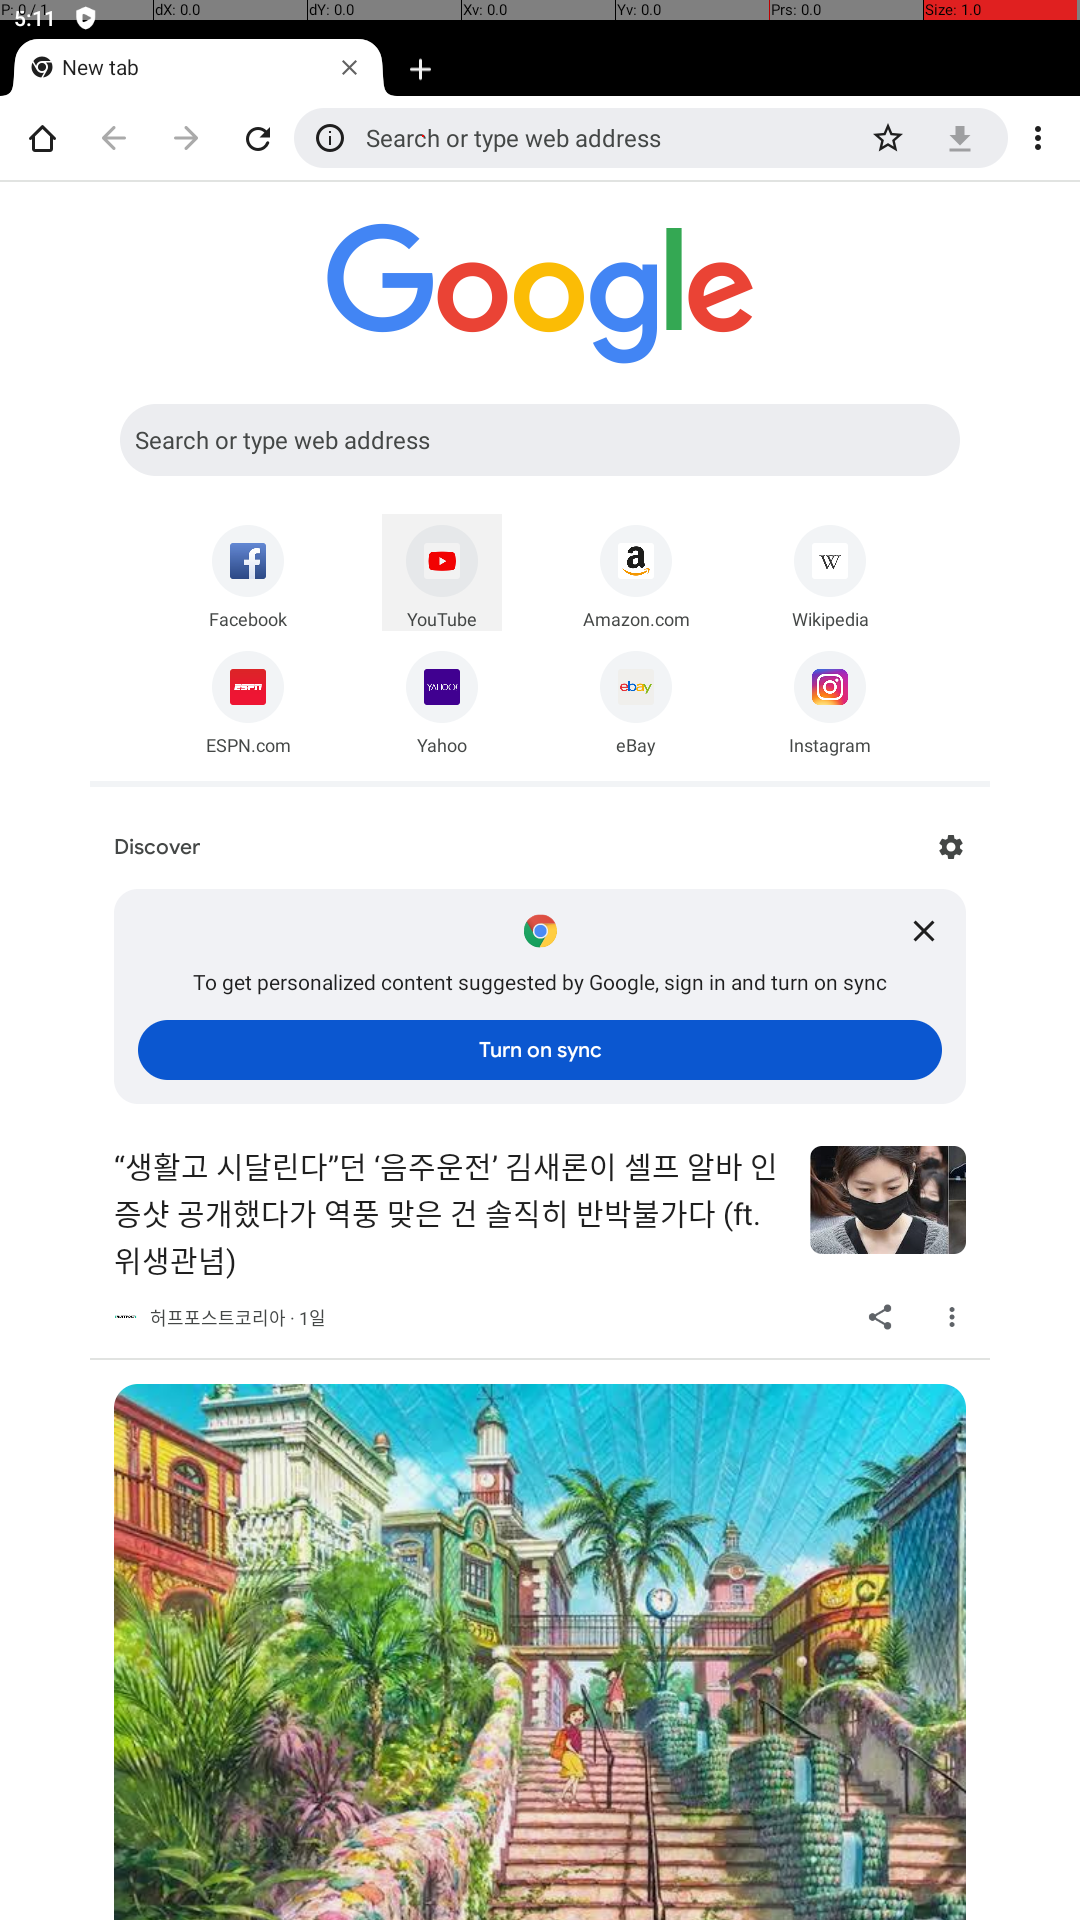 P: 0 / 1 dX: 0.0 dY: 0.0 Xv: 0.0 Yv: 0.0 Prs: 0.0 Size: 1.0
5:11
New tab
Search or type web address
Google
Search or type web address
Facebook YouTube Amazon.com Wikipedia
ESPN YAHOO! ebay
ESPN.com Yahoo eBay Instagram
Discover
To get personalized content suggested by Google, sign in and turn on sync
Turn on sync
“생활고 시달린다”던 ‘음주운전’ 김새론이 셀프 알바 인
증샷 공개했다가 역풍 맞은 건 솔직히 반박불가다 (ft.
위생관념)
허프포스트코리아 · 1일